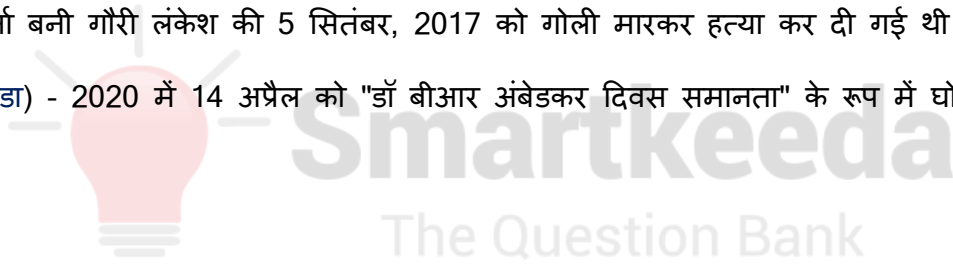 बनी गौरी लंकेश की 5 सितंबर, 2017 को गोली मारकर हत्या कर दी गई थी
डा) - 2020 में 14 अप्रैल को "डॉ बीआर अंबेडकर दिवस समानता" के रूप में
Smartkeeda
The Question Bank